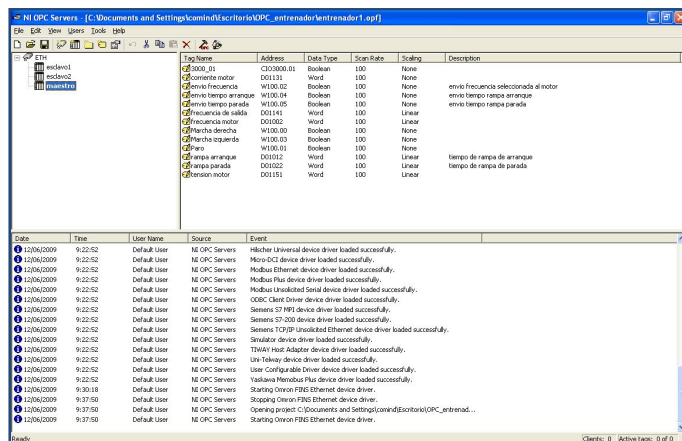 NI OPC Servers - [C:\Documents and Settings\comind\Escritorio\OPC_entrenador\entrenador1.opf]
File Edit View Users Tools Help
ETH
esclavo1
esclavo2
maestro
Tag Name Address Data Type Scan Rate Scaling Description
3000_01 CIO3000.01 Boolean 100 None
corriente motor D01131 Word 100 None
envio frecuencia W100.02 Boolean 100 None envio frecuencia seleccionada al motor
envio tiempo arranque W100.04 Boolean 100 None envio tiempo rampa arranque
envio tiempo parada W100.05 Boolean 100 None envio tiempo rampa parada
frecuencia de salida D01141 Word 100 Linear
frecuencia motor D01002 Word 100 Linear
Marcha derecha W100.00 Boolean 100 None
Marcha izquierda W100.03 Boolean 100 None
Paro W100.01 Boolean 100 None
rampa arranque D01012 Word 100 Linear tiempo de rampa de arranque
rampa parada D01022 Word 100 Linear tiempo de rampa de parada
tension motor D01151 Word 100 Linear
Date Time User Name Source Event
12/06/2009 9:22:52 Default User NI OPC Servers Hilscher Universal device driver loaded successfully.
12/06/2009 9:22:52 Default User NI OPC Servers Micro-DCI device driver loaded successfully.
12/06/2009 9:22:52 Default User NI OPC Servers Modbus Ethernet device driver loaded successfully.
12/06/2009 9:22:52 Default User NI OPC Servers Modbus Plus device driver loaded successfully.
12/06/2009 9:22:52 Default User NI OPC Servers Modbus Unsolicited Serial device driver loaded successfully.
12/06/2009 9:22:52 Default User NI OPC Servers ODBC Client Driver device driver loaded successfully.
12/06/2009 9:22:52 Default User NI OPC Servers Siemens S7 MPI device driver loaded successfully.
12/06/2009 9:22:52 Default User NI OPC Servers Siemens S7-200 device driver loaded successfully.
12/06/2009 9:22:52 Default User NI OPC Servers Siemens TCP/IP Unsolicited Ethernet device driver loaded successfully.
12/06/2009 9:22:52 Default User NI OPC Servers Simulator device driver loaded successfully.
12/06/2009 9:22:52 Default User NI OPC Servers TIWAY Host Adapter device driver loaded successfully.
12/06/2009 9:22:52 Default User NI OPC Servers Uni-Telway device driver loaded successfully.
12/06/2009 9:22:52 Default User NI OPC Servers User Configurable Driver device driver loaded successfully.
12/06/2009 9:22:52 Default User NI OPC Servers Yaskawa Memobus Plus device driver loaded successfully.
12/06/2009 9:30:18 Default User NI OPC Servers Starting Omron FINS Ethernet device driver.
12/06/2009 9:37:50 Default User NI OPC Servers Stopping Omron FINS Ethernet device driver.
12/06/2009 9:37:50 Default User NI OPC Servers Opening project C:\Documents and Settings\comind\Escritorio\OPC_entrenad...
12/06/2009 9:37:50 Default User NI OPC Servers Starting Omron FINS Ethernet device driver.
Ready Clients: 0 Active tags: 0 of 0